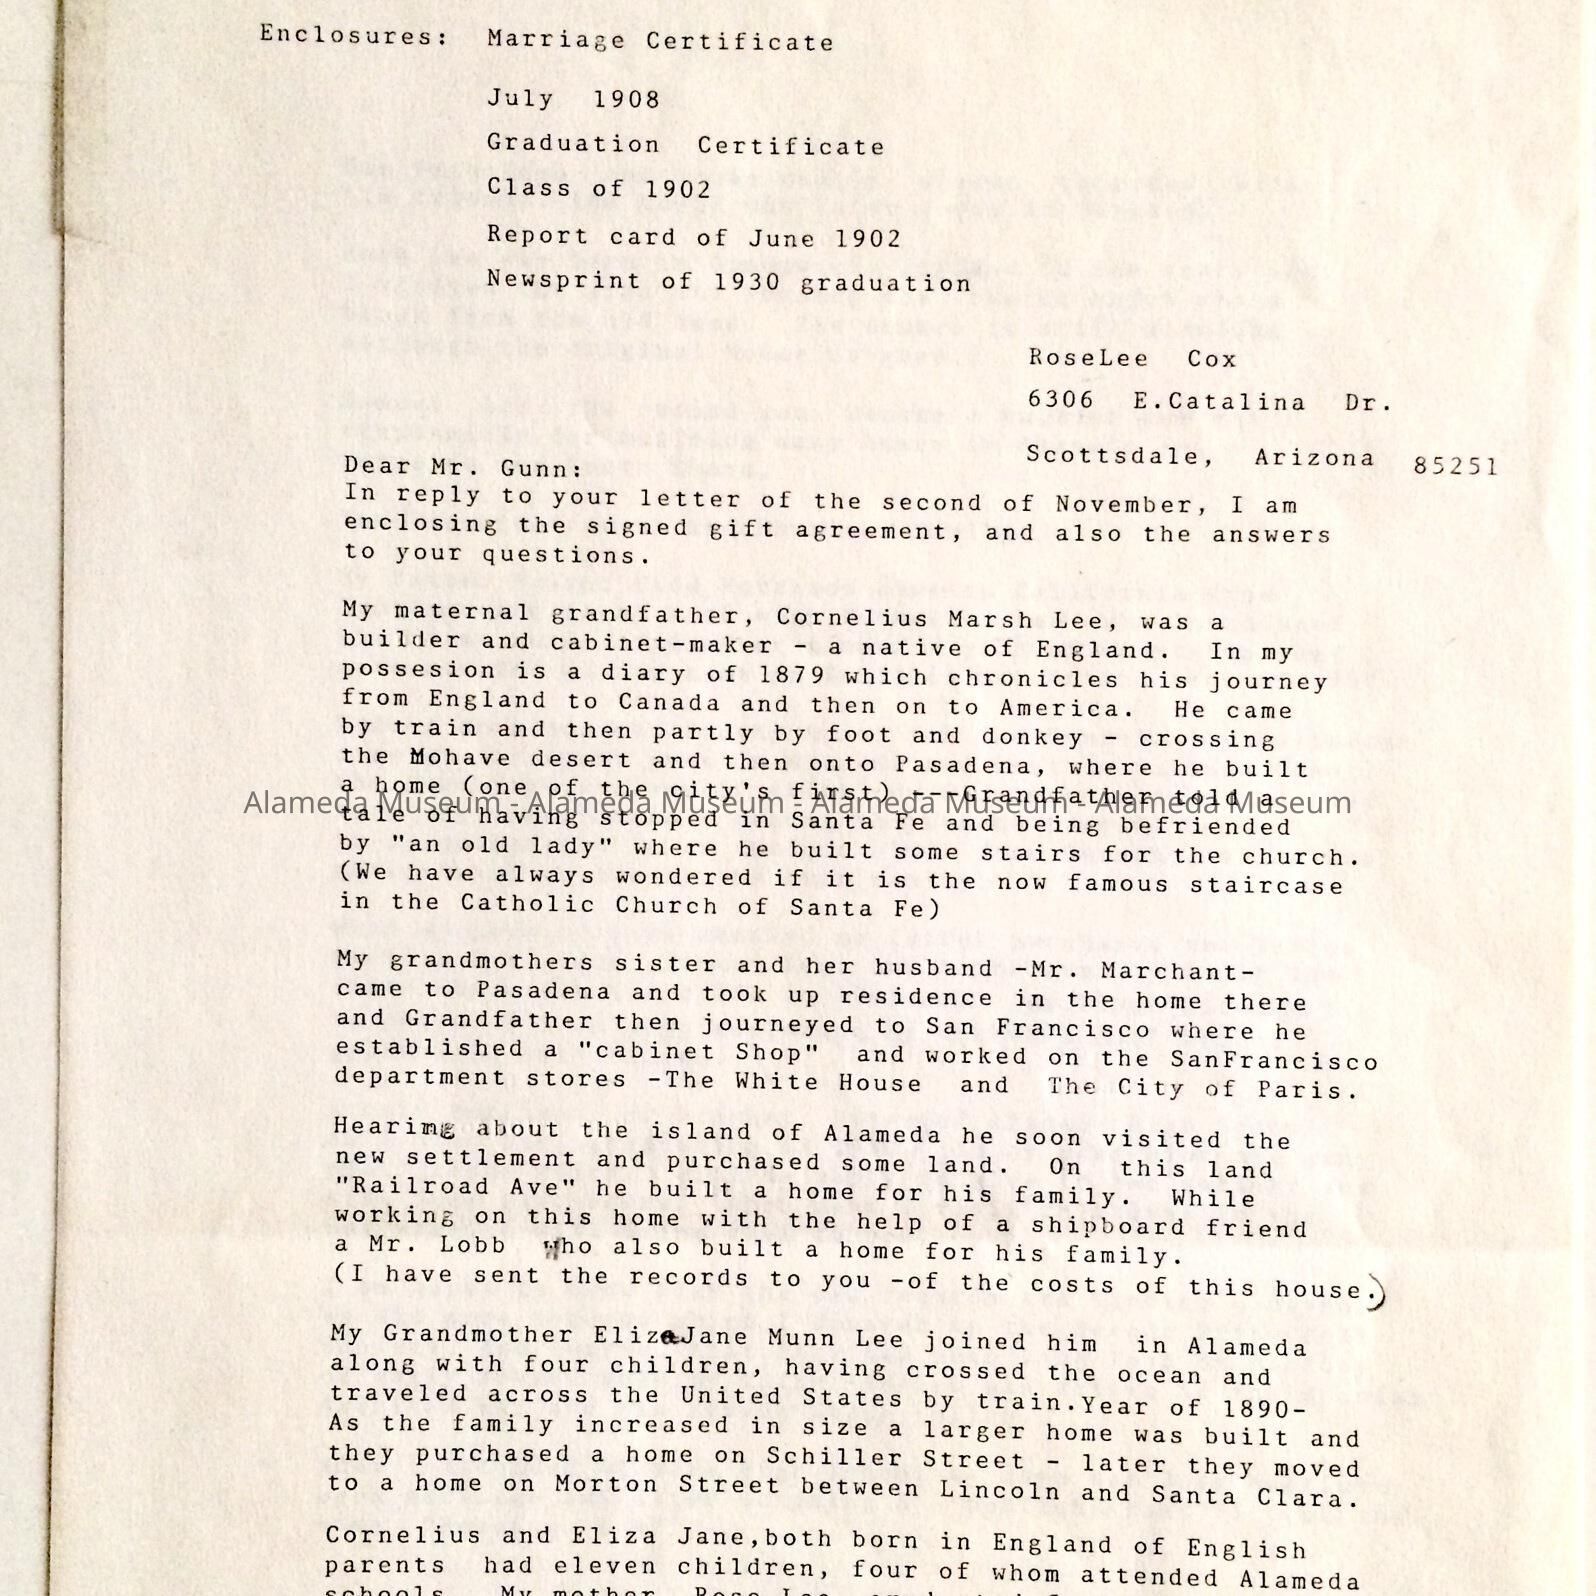 Enclosures: Marriage Certificate
July 1908
Graduation Certificate
Class of 1902
Report card of June 1902
Newsprint of 1930 graduation
RoseLee Cox
6306 E.Catalina Dr.
Scottsdale, Arizona 85251
Dear Mr. Gunn:
In reply to your letter of the second of November, I am
enclosing the signed gift agreement, and also the answers
to your questions.
My maternal grandfather, Cornelius Marsh Lee, was a
builder and cabinet-maker - a native of England. In my
possesion is a diary of 1879 which chronicles his journey
from England to Canada and then on to America. He came
by train and then partly by foot and donkey - crossing
the Mohave desert and then onto Pasadena, where he built
a home (one of the city's first) ---Grandfather told a
Alameda Museum - Alameda Museum - Alameda Museum - Alameda Museum
tale of having stopped in Santa Fe and being befriended
by "an old lady" where he built some stairs for the church.
(We have always wondered if it is the now famous staircase
in the Catholic Church of Santa Fe)
My grandmothers sister and her husband -Mr. Marchant-
came to Pasadena and took up residence in the home there
and Grandfather then journeyed to San Francisco where he
established a "cabinet Shop" and worked on the SanFrancisco
department stores -The White House and The City of Paris.
Hearing about the island of Alameda he soon visited the
new settlement and purchased some land. On this land
"Railroad Ave" he built a home for his family. While
working on this home with the help of a shipboard friend
a Mr. Lobb who also built a home for his family.
(I have sent the records to you -of the costs of this house.)
My Grandmother Eliza Jane Munn Lee joined him in Alameda
along with four children, having crossed the ocean and
traveled across the United States by train.Year of 1890-
As the family increased in size a larger home was built and
they purchased a home on Schiller Street - later they moved
to a home on Morton Street between Lincoln and Santa Clara.
Cornelius and Eliza Jane,both born in England of English
parents had eleven children, four of whom attended Alameda
schools. My mother, Rose Lee